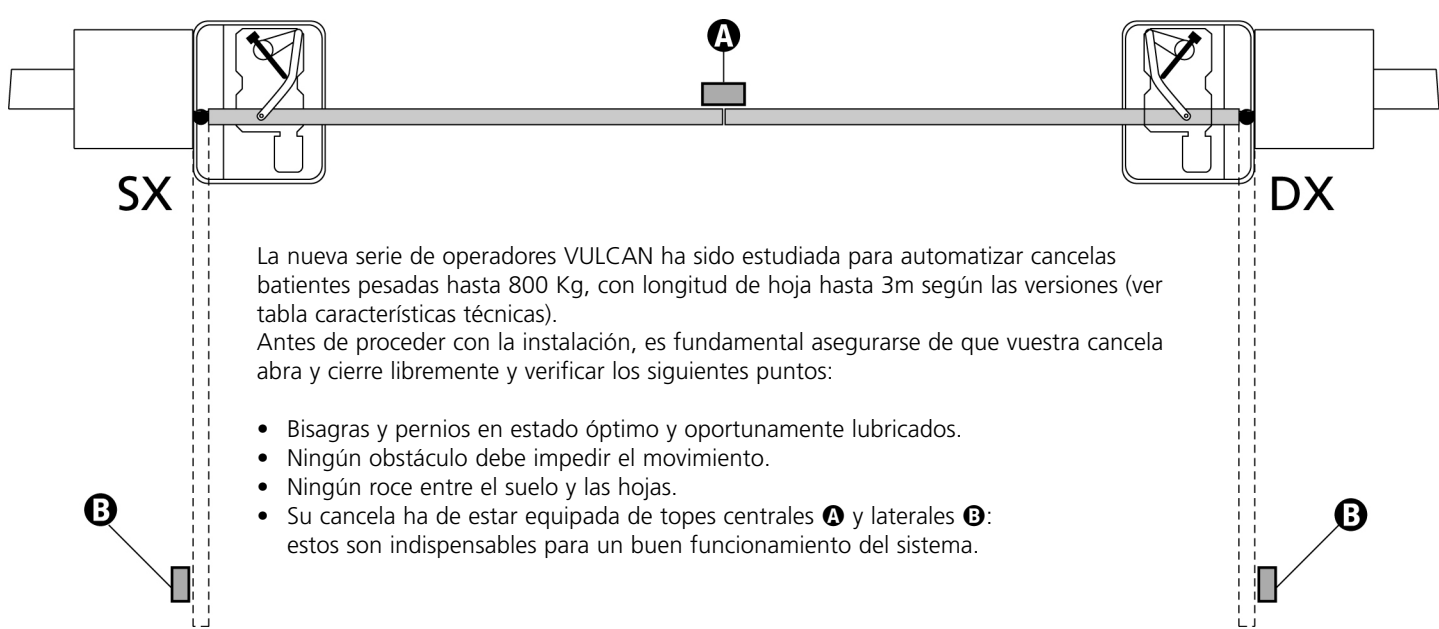 A
SX
DX
La nueva serie de operadores VULCAN ha sido estudiada para automatizar cancelas
batientes pesadas hasta 800 Kg, con longitud de hoja hasta 3m según las versiones (ver
tabla características técnicas).
Antes de proceder con la instalación, es fundamental asegurarse de que vuestra cancela
abra y cierre libremente y verificar los siguientes puntos:
• Bisagras y pernios en estado óptimo y oportunamente lubricados.
• Ningún obstáculo debe impedir el movimiento.
• Ningún roce entre el suelo y las hojas.
• Su cancela ha de estar equipada de topes centrales A y laterales B:
estos son indispensables para un buen funcionamiento del sistema.
B
B